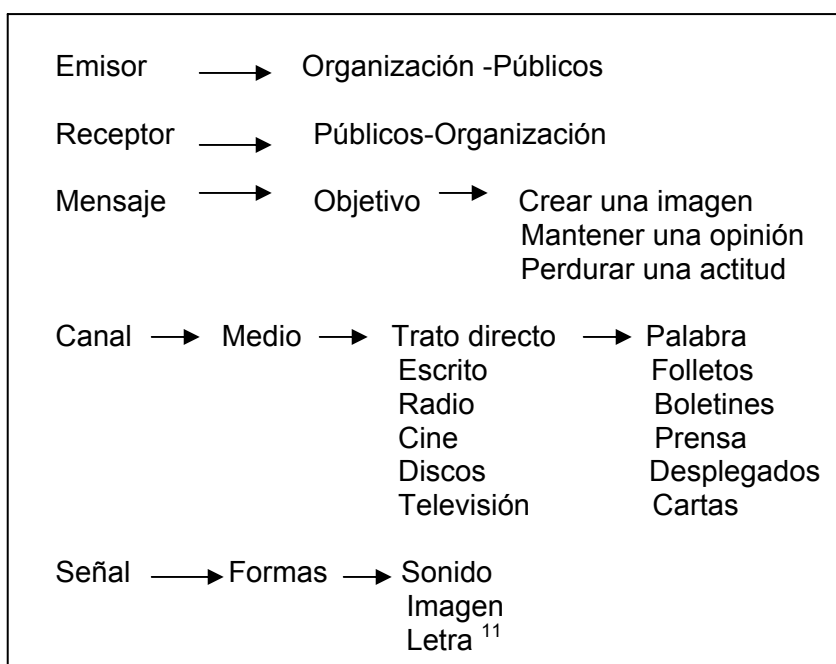 Emisor Organización -Públicos
Receptor Públicos-Organización
Mensaje Objetivo Crear una imagen
Mantener una opinión
Perdurar una actitud
Canal Medio Trato directo Palabra
Escrito Folletos
Radio Boletines
Cine Prensa
Discos Desplegados
Televisión Cartas
Señal Formas Sonido
Imagen
Letra 11